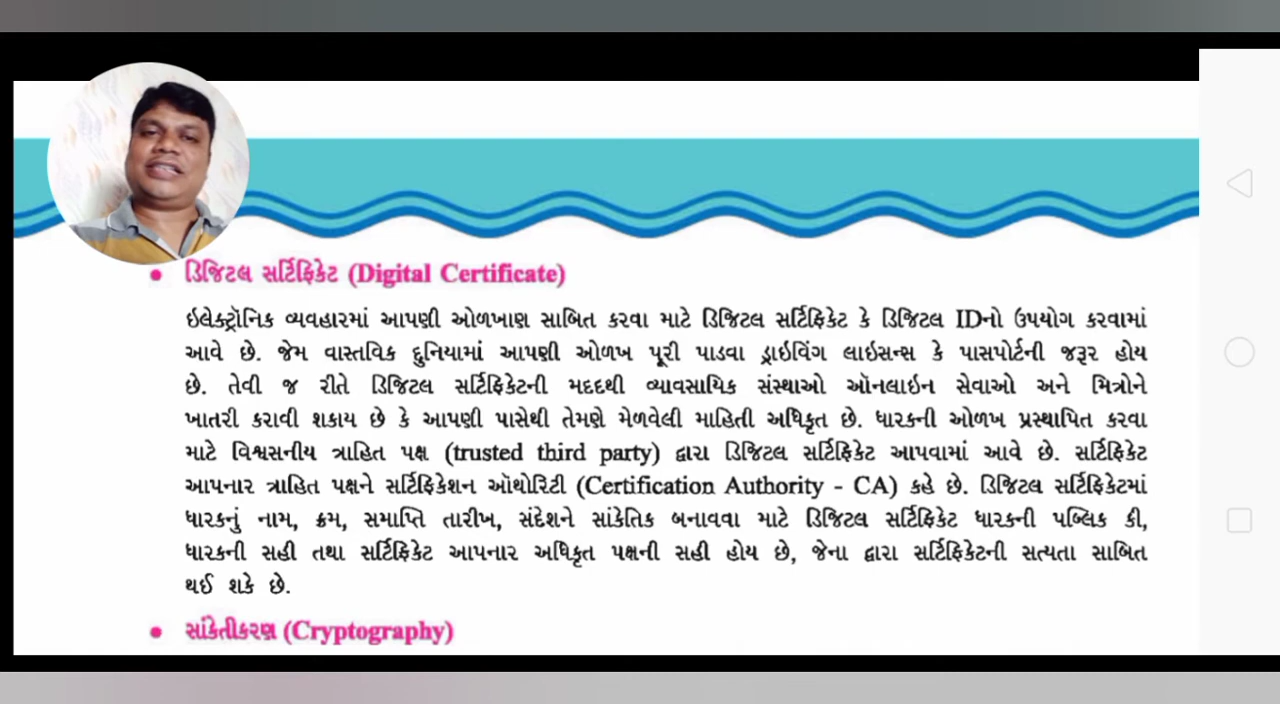 • ડિજિટલ સર્ટિફિકેટ (Digital Certificate)
ઇલેક્ટ્રૉનિક વ્યવહારમાં આપણી ઓળખાણ સાબિત કરવા માટે ડિજિટલ સર્ટિફિકેટ કે ડિજિટલ IDનો ઉપયોગ કરવામાં
આવે છે. જેમ વાસ્તવિક દુનિયામાં આપણી ઓળખ પૂરી પાડવા ડ્રાઇવિંગ લાઇસન્સ કે પાસપોર્ટની જરૂર હોય
છે. તેવી જ રીતે ડિજિટલ સર્ટિફિકેટની મદદથી વ્યાવસાયિક સંસ્થાઓ ઑનલાઇન સેવાઓ અને મિત્રોને
ખાતરી કરાવી શકાય છે કે આપણી પાસેથી તેમણે મેળવેલી માહિતી અધિકૃત છે. ધારકની ઓળખ પ્રસ્થાપિત કરવા
માટે વિશ્વસનીય ત્રાહિત પક્ષ (trusted third party) દ્વારા ડિજિટલ સર્ટિફિકેટ આપવામાં આવે છે. સર્ટિફિકેટ
આપનાર ત્રાહિત પક્ષને સર્ટિફિકેશન ઑથોરિટી (Certification Authority - CA) કહે છે. ડિજિટલ સર્ટિફિકેટમાં
ધારકનું નામ, ક્રમ, સમાપ્તિ તારીખ, સંદેશને સાંકેતિક બનાવવા માટે ડિજિટલ સર્ટિફિકેટ ધારકની પબ્લિક કી,
ધારકની સહી તથા સર્ટિફિકેટ આપનાર અધિકૃત પક્ષની સહી હોય છે, જેના દ્વારા સર્ટિફિકેટની સત્યતા સાબિત
થઈ શકે છે.
• સાંકેતીકરણ (Cryptography)